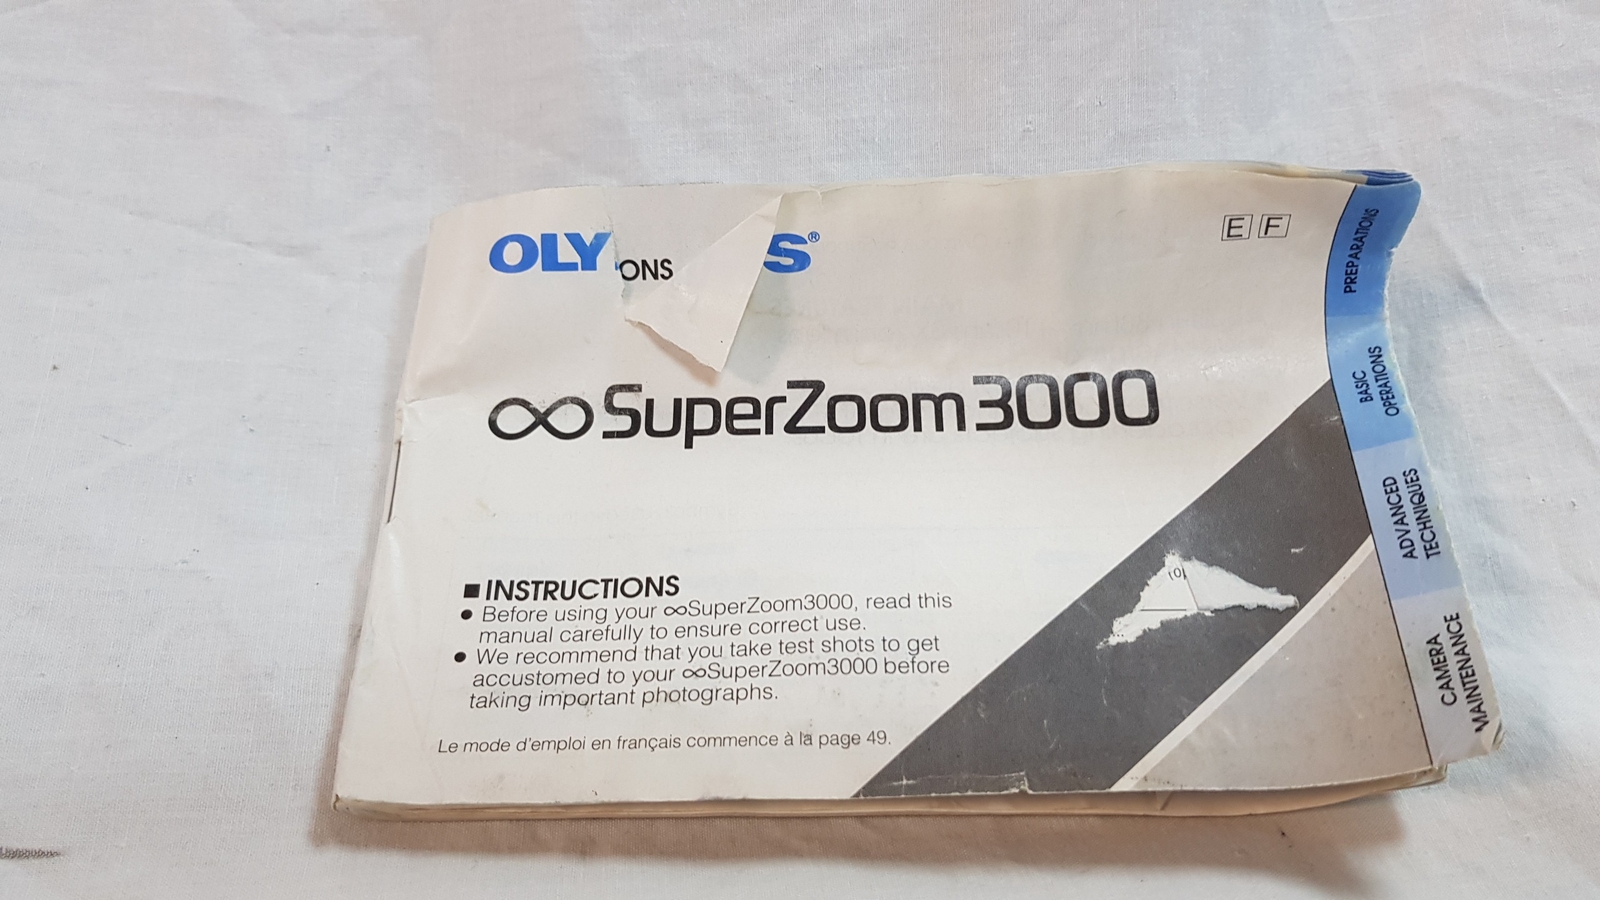 OLY ONS S®
E F
∞SuperZoom3000
■ INSTRUCTIONS
● Before using your ∞SuperZoom3000, read this
manual carefully to ensure correct use.
● We recommend that you take test shots to get
accustomed to your ∞SuperZoom3000 before
taking important photographs.
Le mode d'emploi en français commence à la page 49.
PREPARATIONS
BASIC
OPERATIONS
ADVANCED
TECHNIQUES
CAMERA
MAINTENANCE